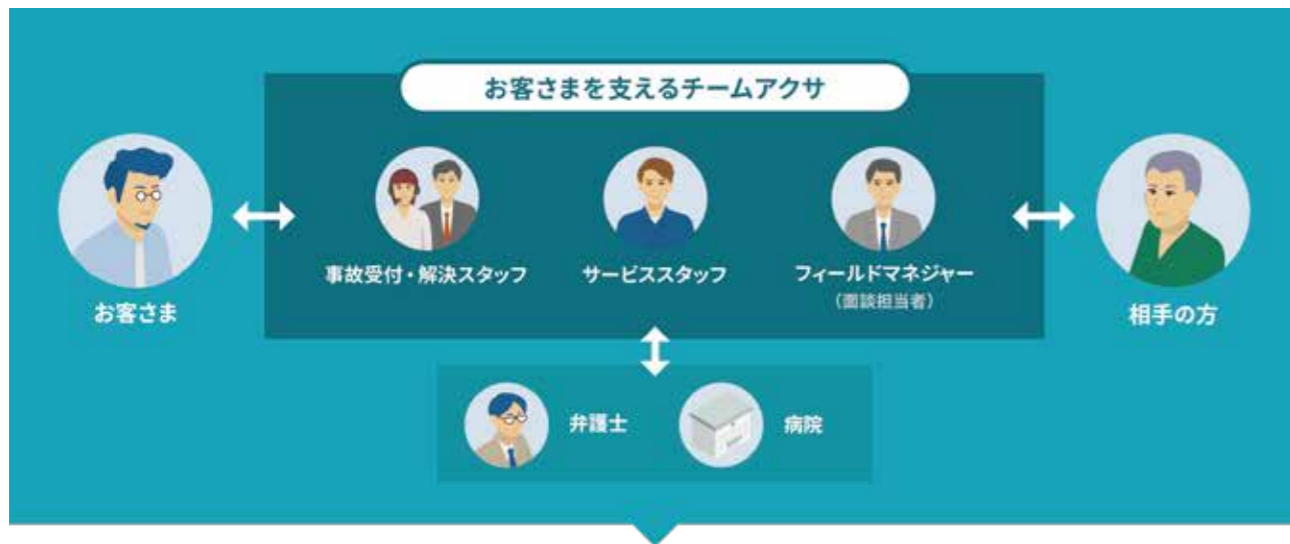 お客さまを支えるチームアクサ
事故受付・解決スタッフ
サービススタッフ
フィールドマネジャー
（面談担当者）
お客さま
相手の方
弁護士
病院